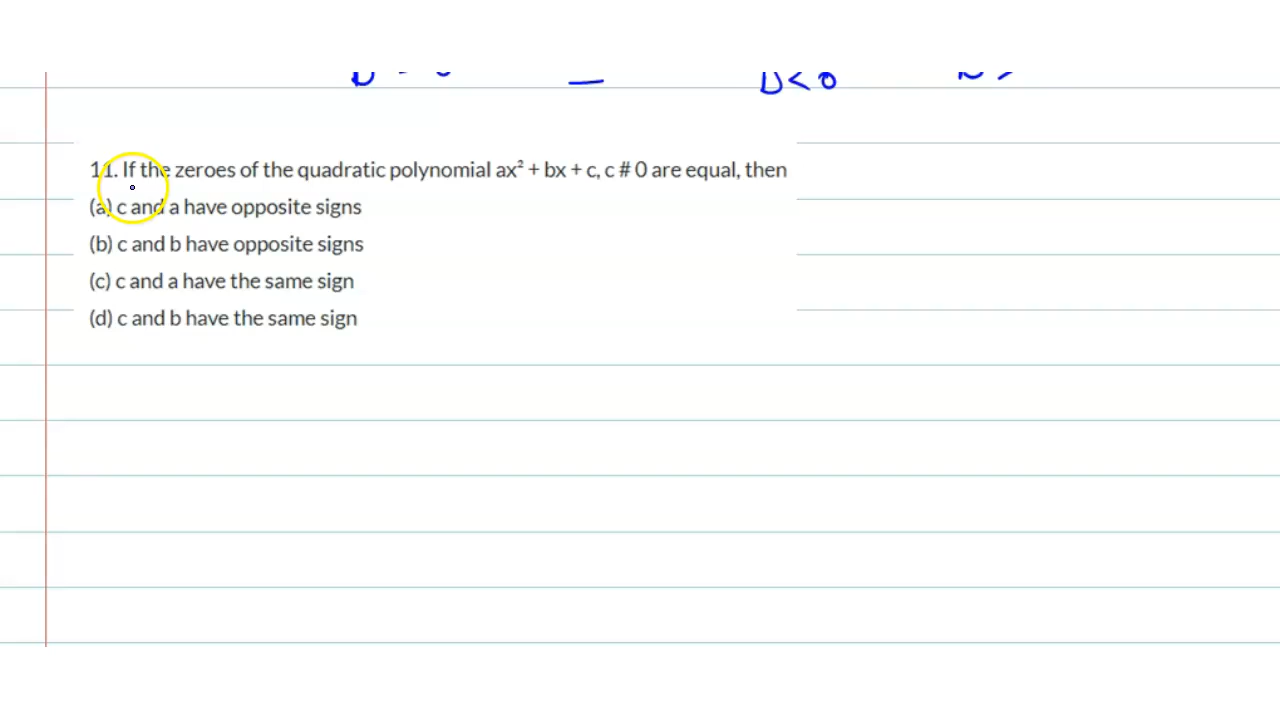 D<0
11. If the zeroes of the quadratic polynomial ax² + bx + c, c # 0 are equal, then
(a) c and a have opposite signs
(b) c and b have opposite signs
(c) c and a have the same sign
(d) c and b have the same sign